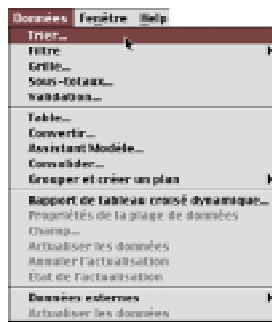 Données Fenêtre Help
Trier...
Filtre
Grille...
Sous-totaux...
Validation...
Table...
Convertir...
Assistant Modèle...
Consolider...
Grouper et créer un plan
Rapport de tableau croisé dynamique...
Propriétés de la plage de données
Champ...
Actualiser les données
Annuler l'actualisation
État de l'actualisation
Données externes
Actualiser les données